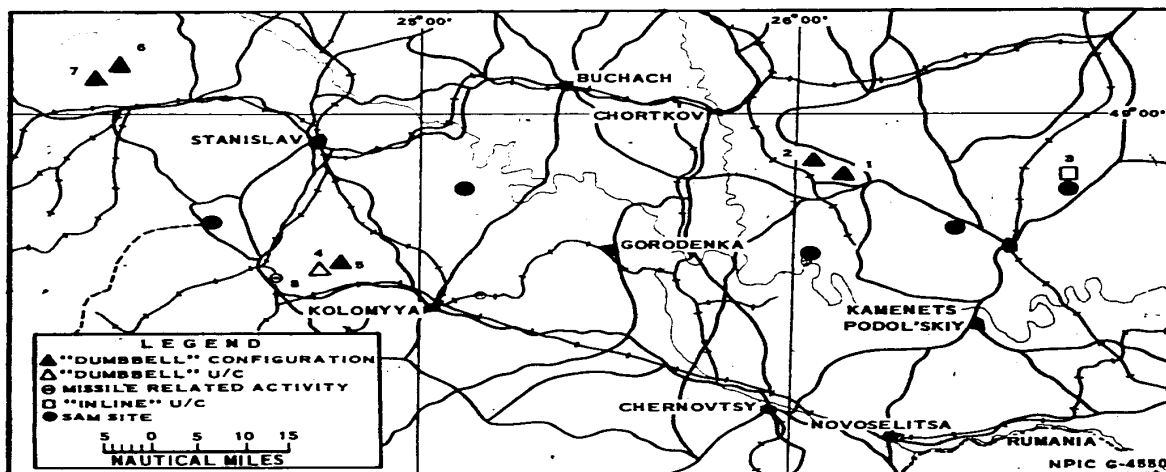 25°00'
26°00'
6
7
BUCHACH
CHORTKOV
49°00'
STANISLAV
2
1
3
GORODENKA
4
5
8
KOLOMYYA
KAMENETS
PODOL'SKIY
LEGEND
"DUMBBELL" CONFIGURATION
"DUMBBELL" U/C
MISSILE RELATED ACTIVITY
"INLINE" U/C
SAM SITE
5 0 5 10 15
NAUTICAL MILES
CHERNOVTSY
NOVOSELITSA
RUMANIA
NPIC G-4550